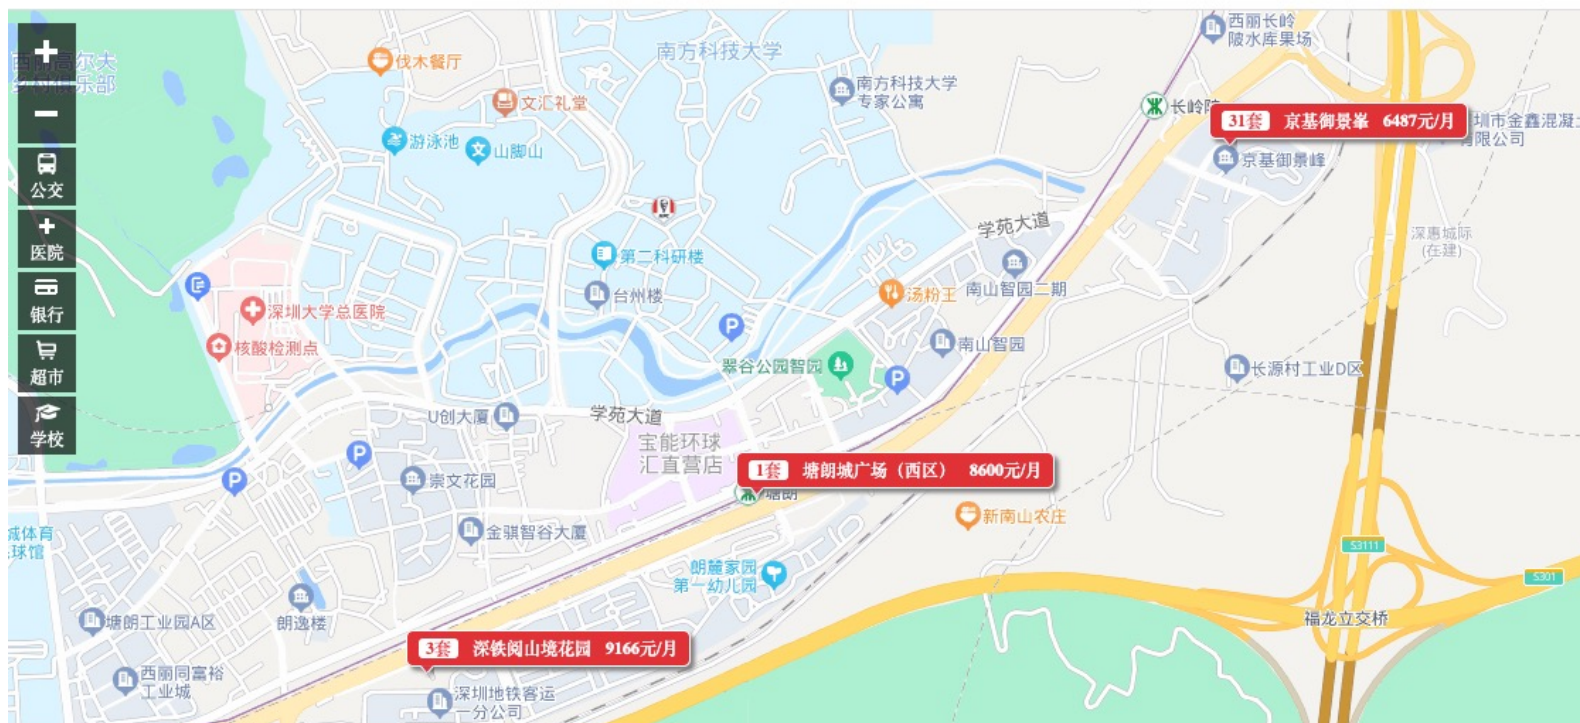 西丽长岭
陂水库果场
南方科技大学
伐木餐厅
南方科技大学
专家公寓
文汇礼堂
长岭陂
31套 京基御景峯 6487元/月
圳市金鑫混凝土
有限公司
游泳池
山脚山
京基御景峰
公交
学苑大道
深惠城际
(在建)
医院
第二科研楼
南山智园二期
台州楼
汤粉王
银行
深圳大学总医院
P
核酸检测点
南山智园
翠谷公园智园
长源村工业D区
超市
P
U创大厦
学苑大道
学校
宝能环球
汇直营店
P
1套 塘朗城广场（西区） 8600元/月
崇文花园
P
塘朗
新南山农庄
城体育
球馆
金骐智谷大厦
S3111
朗麓家园
第一幼儿园
S301
塘朗工业园A区
朗逸楼
福龙立交桥
3套 深铁阅山境花园 9166元/月
西丽同富裕
工业城
深圳地铁客运
一分公司